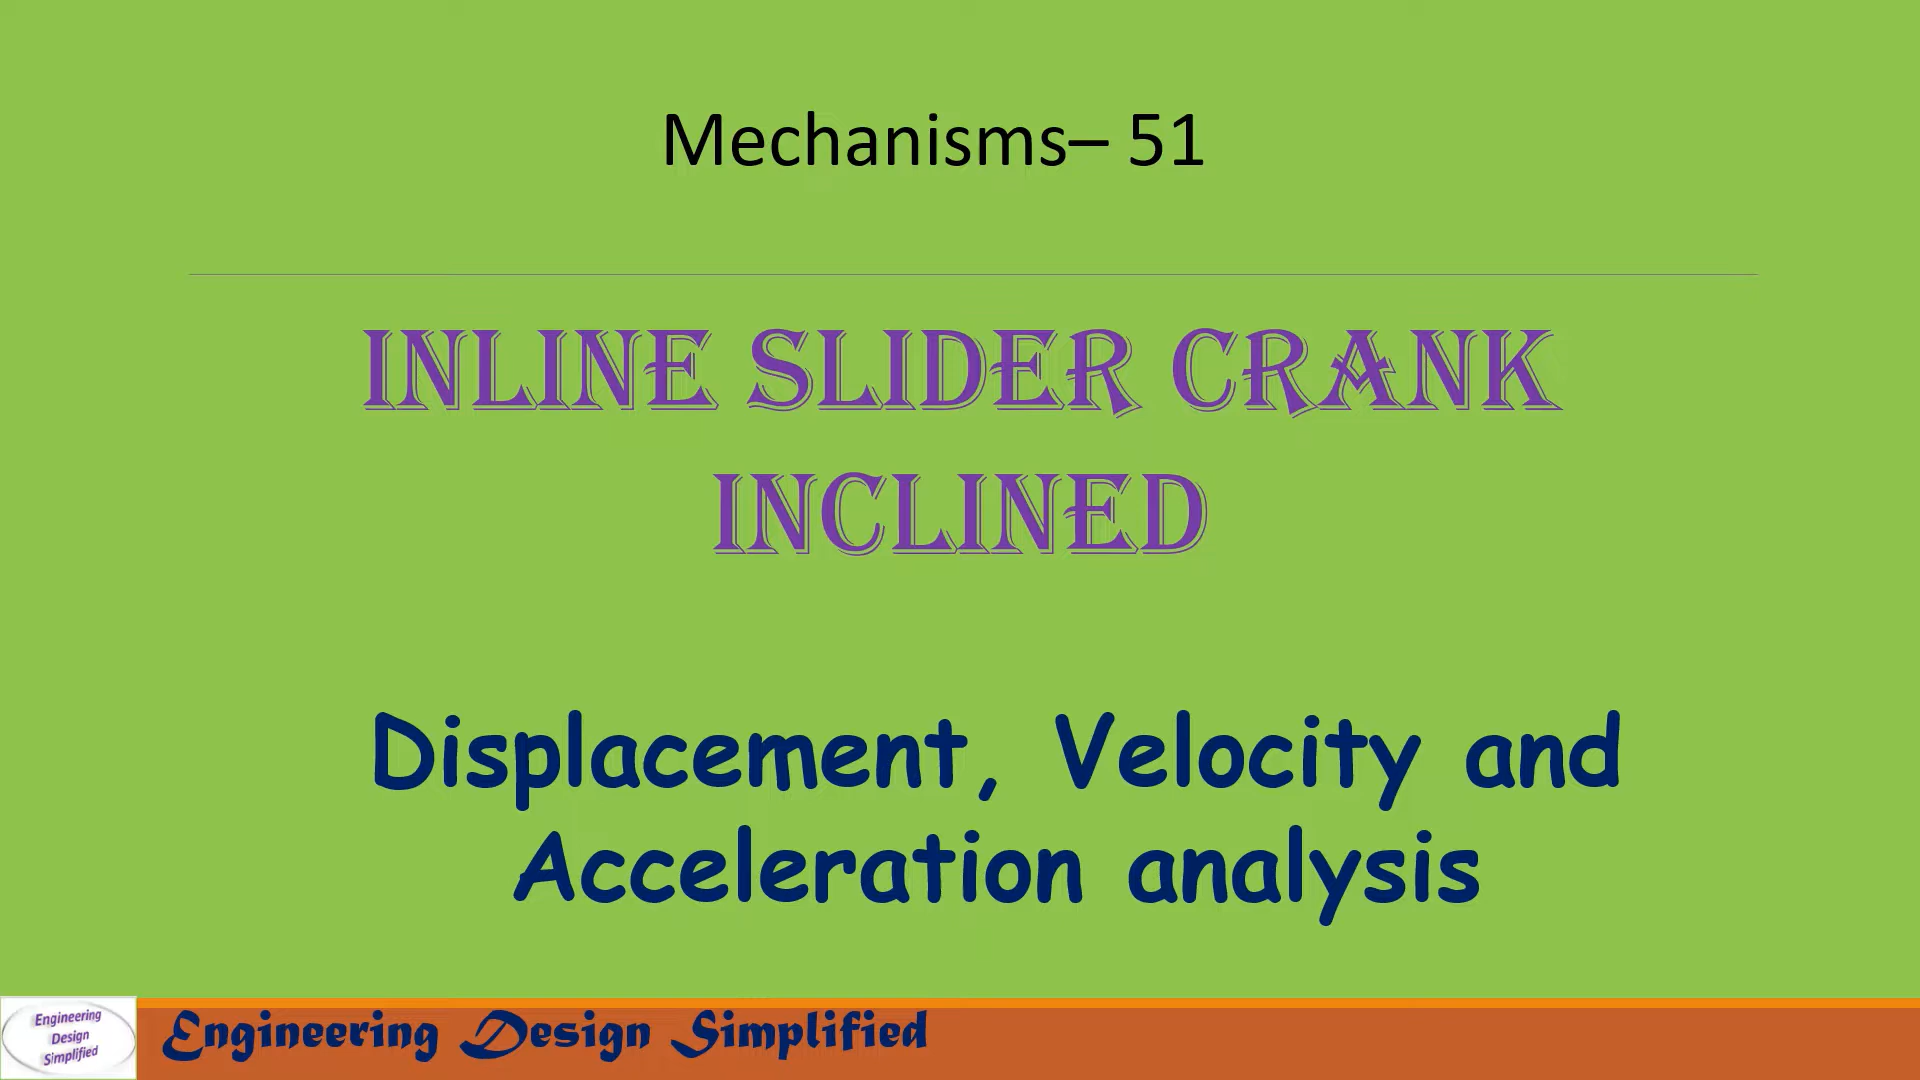 Mechanisms– 51
INLINE SLIDER CRANK
INCLINED
Displacement, Velocity and
Acceleration analysis
Engineering
Design
Simplified
Engineering Design Simplified